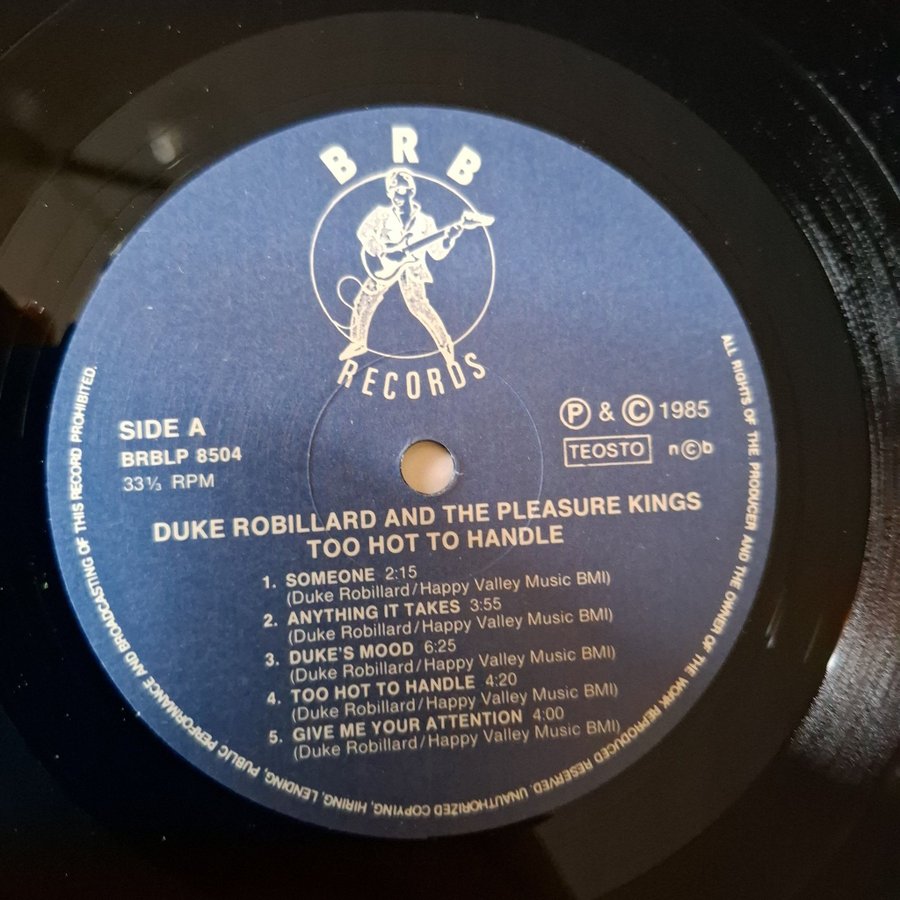 BRB
RECORDS
SIDE A
BRBLP 8504
33⅓ RPM
Ⓟ & Ⓒ 1985
TEOSTO n©b
DUKE ROBILLARD AND THE PLEASURE KINGS
TOO HOT TO HANDLE
1. SOMEONE 2:15
(Duke Robillard/Happy Valley Music BMI)
2. ANYTHING IT TAKES 3:55
(Duke Robillard/Happy Valley Music BMI)
3. DUKE'S MOOD 6:25
(Duke Robillard/Happy Valley Music BMI)
4. TOO HOT TO HANDLE 4:20
(Duke Robillard/Happy Valley Music BMI)
5. GIVE ME YOUR ATTENTION 4:00
(Duke Robillard/Happy Valley Music BMI)
ALL RIGHTS OF THE PRODUCER AND THE OWNER OF THE WORK REPRODUCED RESERVED. UNAUTHORIZED COPYING, HIRING, LENDING, PUBLIC PERFORMANCE AND BROADCASTING OF THIS RECORD PROHIBITED.